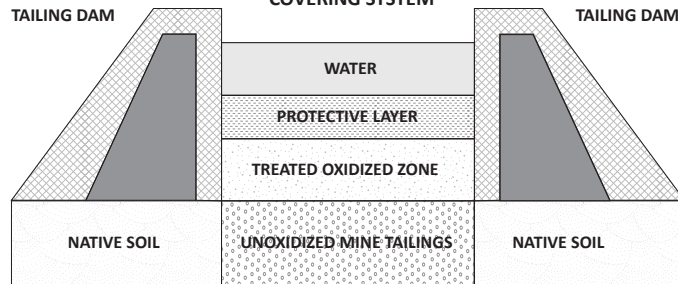 COVERING SYSTEM
TAILING DAM
TAILING DAM
WATER
PROTECTIVE LAYER
TREATED OXIDIZED ZONE
NATIVE SOIL
UNOXIDIZED MINE TAILINGS
NATIVE SOIL